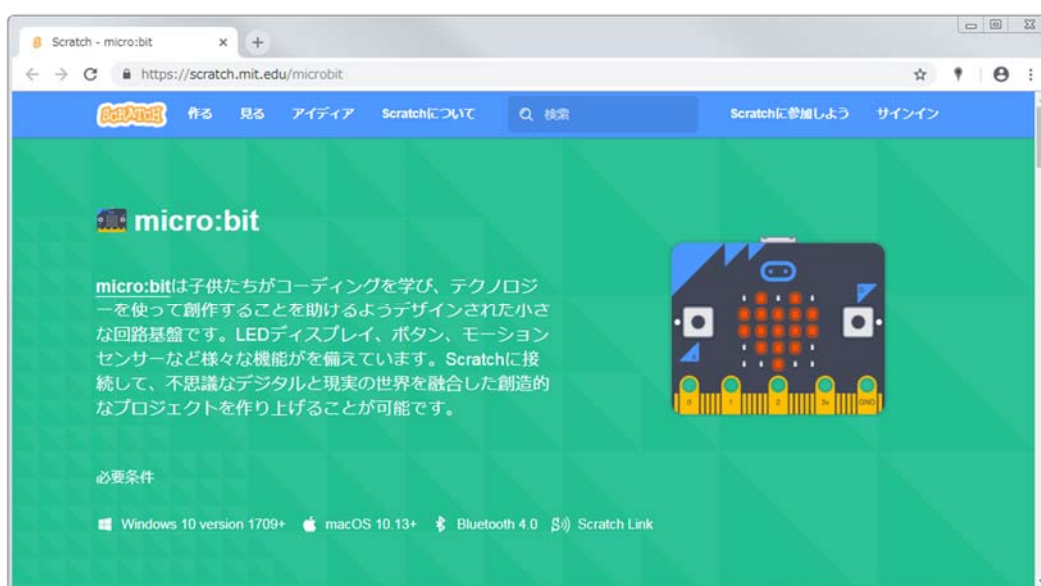 Scratch - micro:bit
https://scratch.mit.edu/microbit
SCRATCH 作る 見る アイディア Scratchについて 検索 Scratchに参加しよう サインイン
micro:bit
micro:bitは子供たちがコーディングを学び、テクノロジ
ーを使って創作することを助けるようデザインされた小さ
な回路基盤です。LEDディスプレイ、ボタン、モーション
センサーなど様々な機能がを備えています。Scratchに接
続して、不思議なデジタルと現実の世界を融合した創造的
なプロジェクトを作り上げることが可能です。
0 1 2 3v GND
必要条件
Windows 10 version 1709+ macOS 10.13+ Bluetooth 4.0 Scratch Link